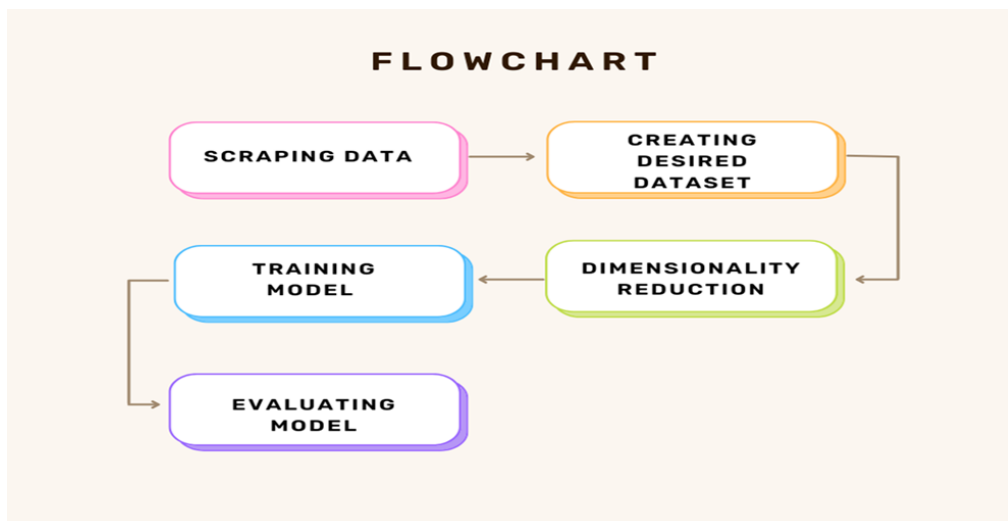 FLOWCHART
SCRAPING DATA
CREATING
DESIRED
DATASET
DIMENSIONALITY
REDUCTION
TRAINING
MODEL
EVALUATING
MODEL